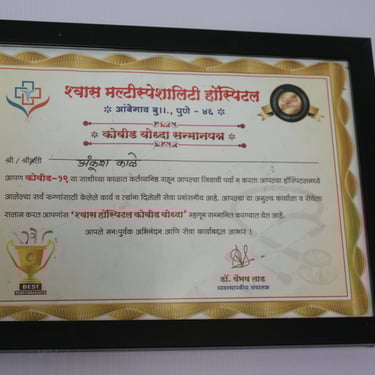 श्वास मल्टीस्पेशालिटी हॉस्पिटल
आंबेगाव बु॥., पुणे - ४६
कोवीड योध्दा सन्मानपत्र
श्री / श्रीमती अंकुश काळे
आपण कोवीड-१९ या साथीच्या काळात कर्तव्यनिष्ठ राहून आपल्या जिवाची पर्वा न करता आपल्या हॉस्पिटलमध्ये
आलेल्या सर्व रुग्णांसाठी केलेले कार्य व त्यांना दिलेली सेवा प्रशंसनीय आहे. आपल्या या अमुल्य कार्याला व सेवेला
सलाम करत आपणांस 'श्वास हॉस्पिटल कोवीड योध्दा' म्हणून सन्मानित करण्यात येत आहे.
आपले मनःपुर्वक अभिनंदन आणि सेवा कार्याबद्दल आभार !
डॉ. वैभव लाड
व्यवस्थापकीय संचालक
BEST
PERFORMANCE